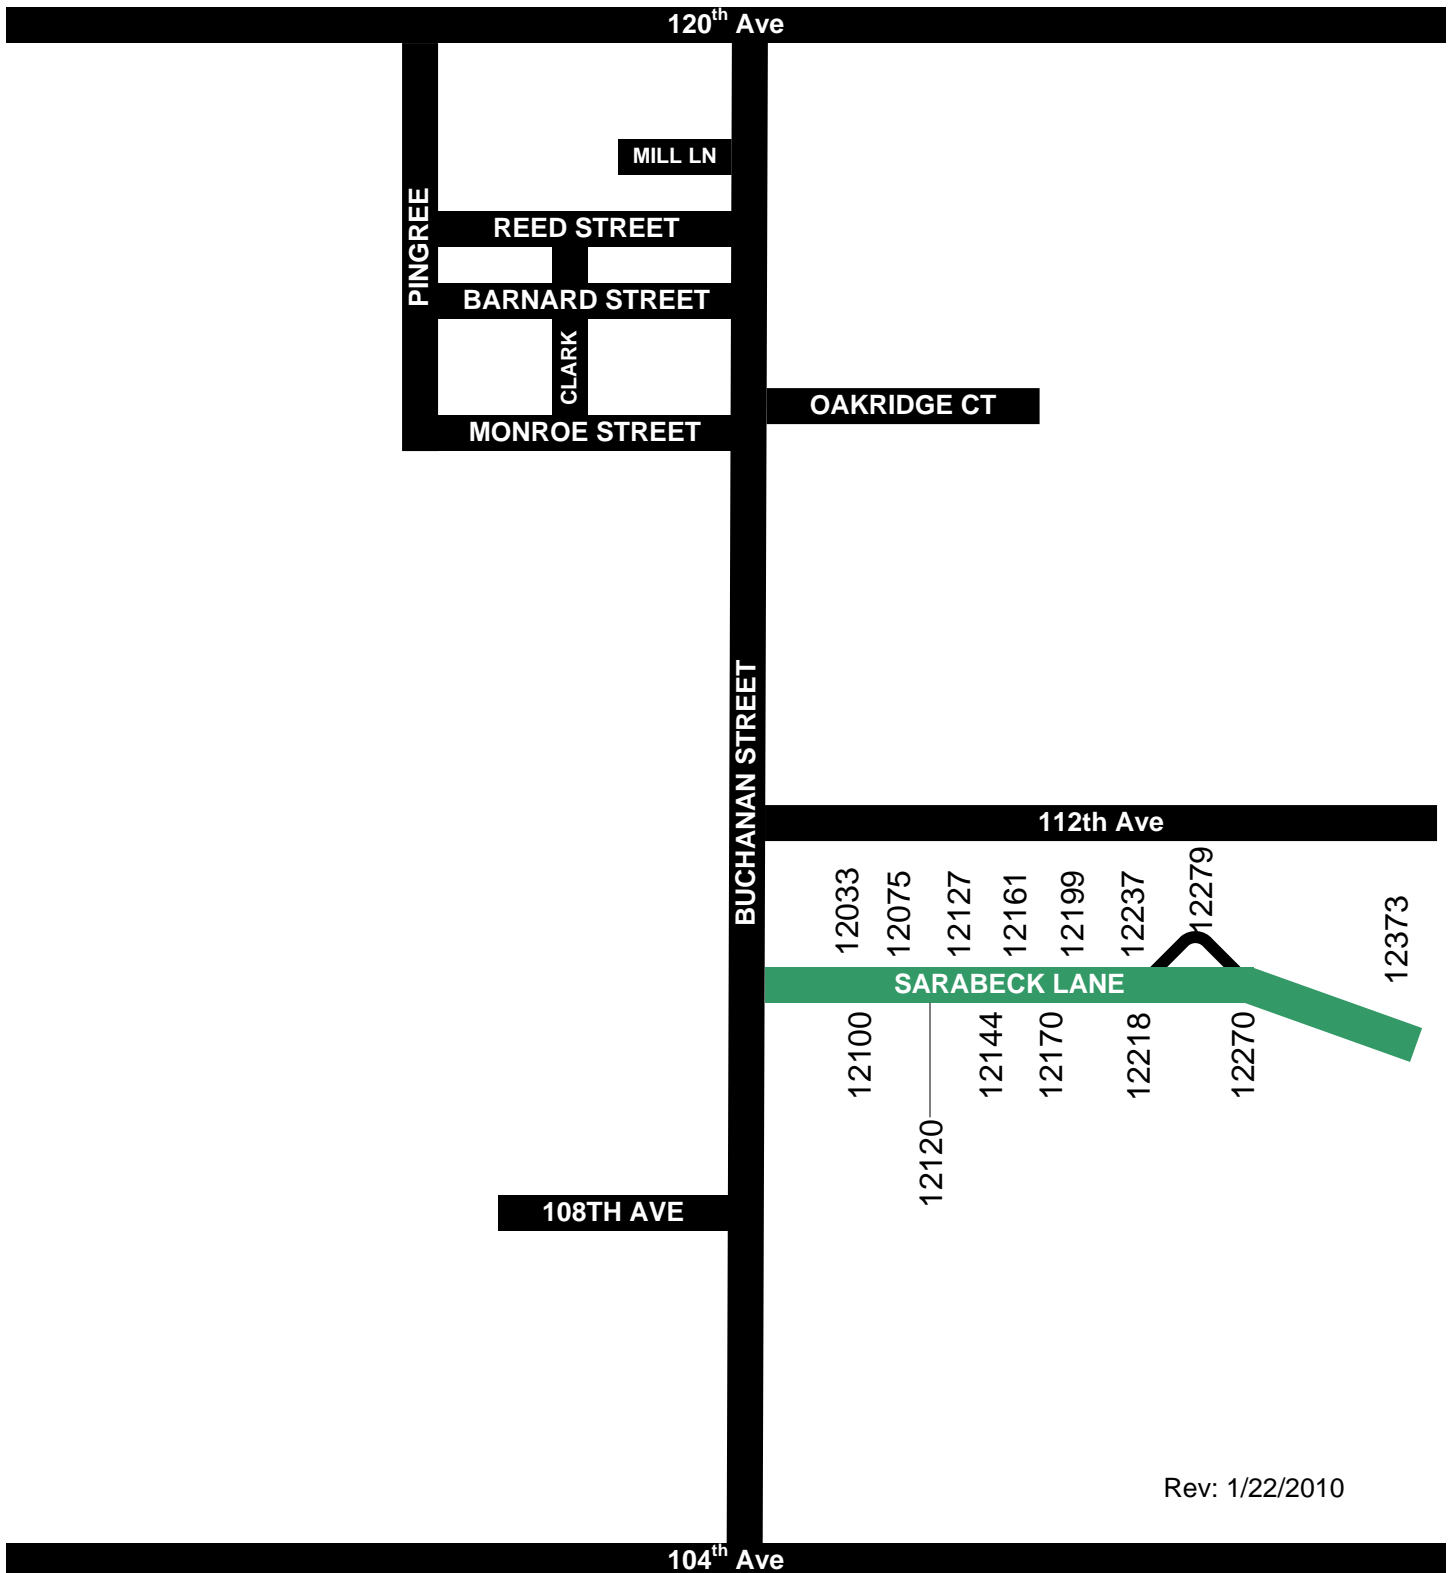 120th Ave
MILL LN
PINGREE
REED STREET
BARNARD STREET
CLARK
OAKRIDGE CT
MONROE STREET
BUCHANAN STREET
112th Ave
12033
12075
12127
12161
12199
12237
12279
12373
SARABECK LANE
12100
12120
12144
12170
12218
12270
108TH AVE
Rev: 1/22/2010
104th Ave